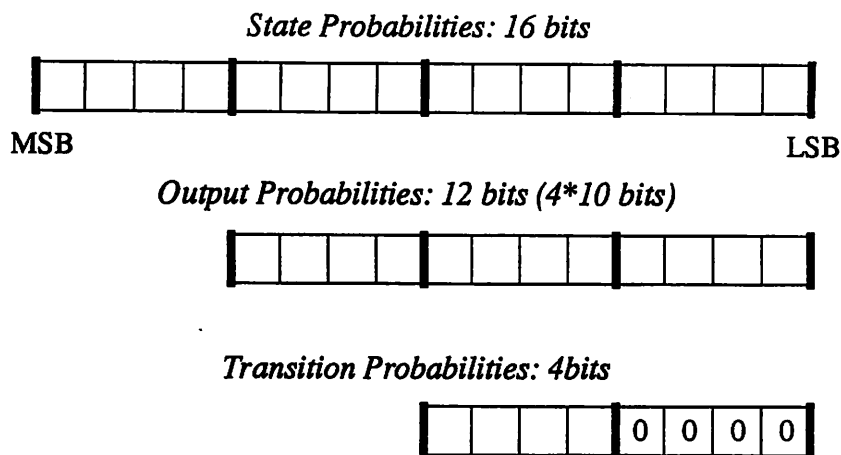 State Probabilities: 16 bits
MSB LSB
Output Probabilities: 12 bits (4*10 bits)
Transition Probabilities: 4bits
0 0 0 0